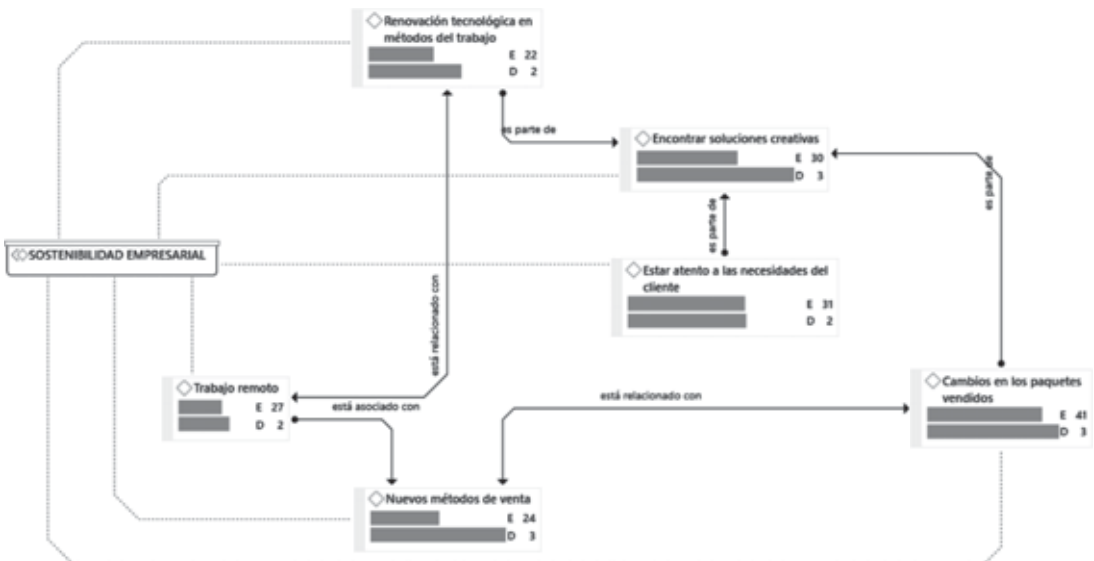 Renovación tecnológica en
métodos del trabajo
E 22
D 2
es parte de
Encontrar soluciones creativas
E 30
D 3
es parte de
es parte de
SOSTENIBILIDAD EMPRESARIAL
Estar atento a las necesidades del
cliente
E 31
D 2
está relacionado con
Trabajo remoto
E 27
D 2
está asociado con
está relacionado con
Cambios en los paquetes
vendidos
E 41
D 3
Nuevos métodos de venta
E 24
D 3